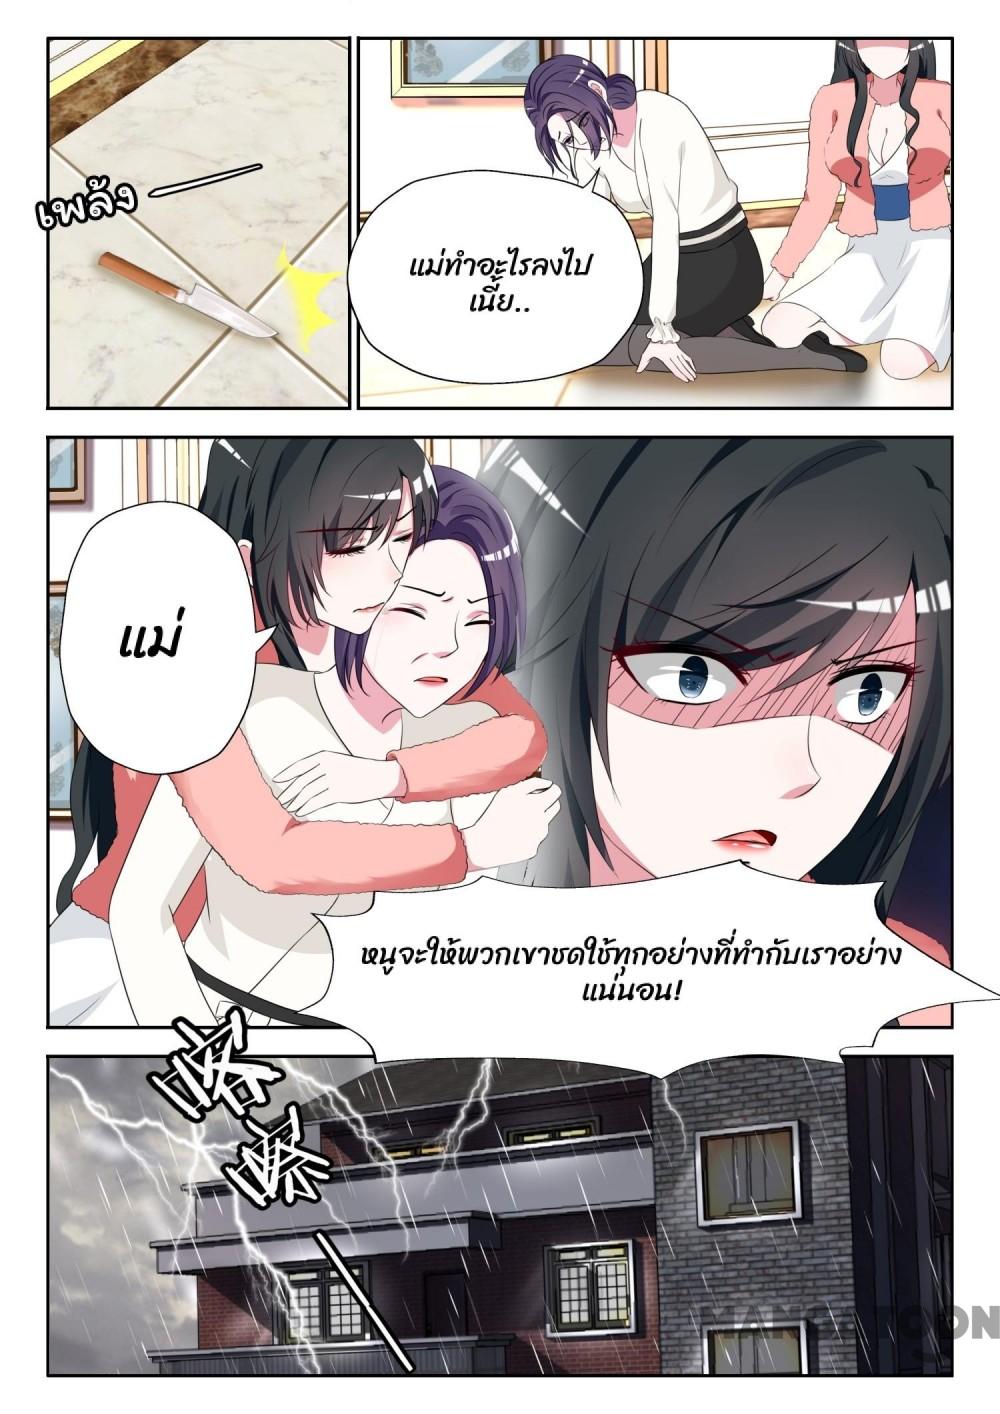 เพล้ง
แม่ทำอะไรลงไป
เนี้ย..
แม่
หนูจะให้พวกเขาชดใช้ทุกอย่างที่ทำกับเราอย่าง
แน่นอน!
MANGATOON